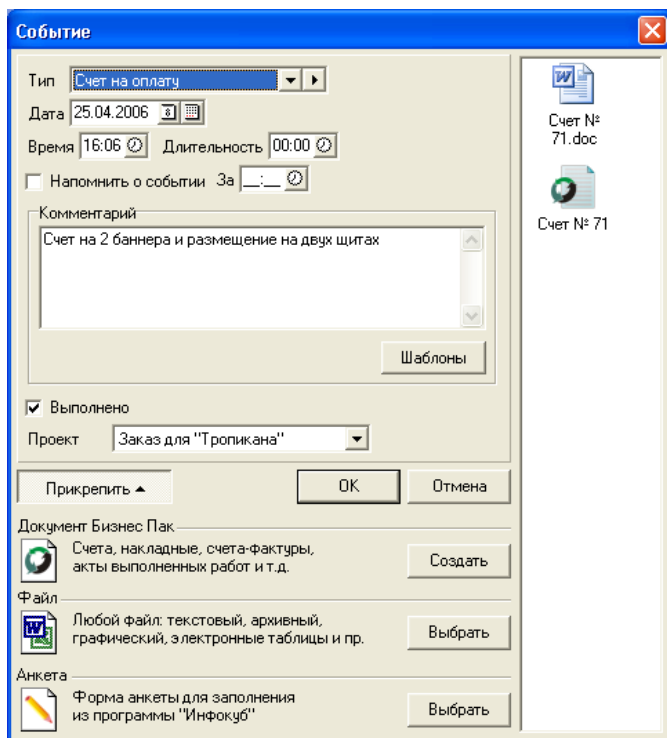 Событие
Тип Счет на оплату
Дата 25.04.2006 8
Время 16:06 Длительность 00:00
Напомнить о событии За __:__
Комментарий
Счет на 2 баннера и размещение на двух щитах
Шаблоны
Выполнено
Проект Заказ для "Тропикана"
Прикрепить OK Отмена
Документ Бизнес Пак
Счета, накладные, счета-фактуры,
акты выполненных работ и т.д.
Создать
Файл
Любой файл: текстовый, архивный,
графический, электронные таблицы и пр.
Выбрать
Анкета
Форма анкеты для заполнения
из программы "Инфокуб"
Выбрать
W
Счет №
71.doc
Счет № 71